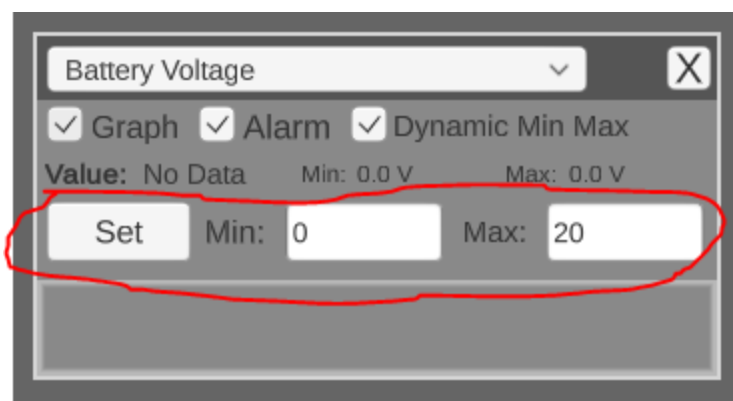 Battery Voltage X
Graph Alarm Dynamic Min Max
Value: No Data Min: 0.0 V Max: 0.0 V
Set Min: 0 Max: 20